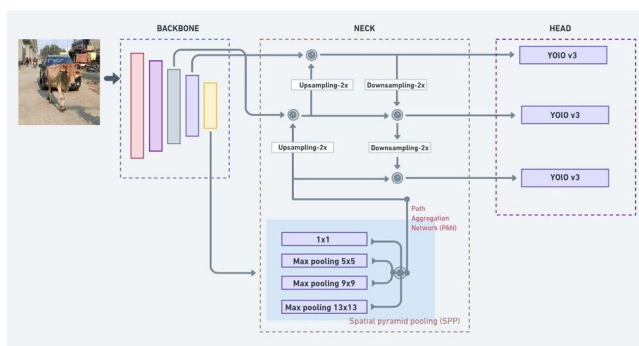 BACKBONE
NECK
HEAD
YOlO v3
Upsampling-2x
Downsampling-2x
YOlO v3
Upsampling-2x
Downsampling-2x
YOlO v3
Path
Aggregation
Network (PAN)
1x1
Max pooling 5x5
Max pooling 9x9
Max pooling 13x13
Spatial pyramid pooling (SPP)